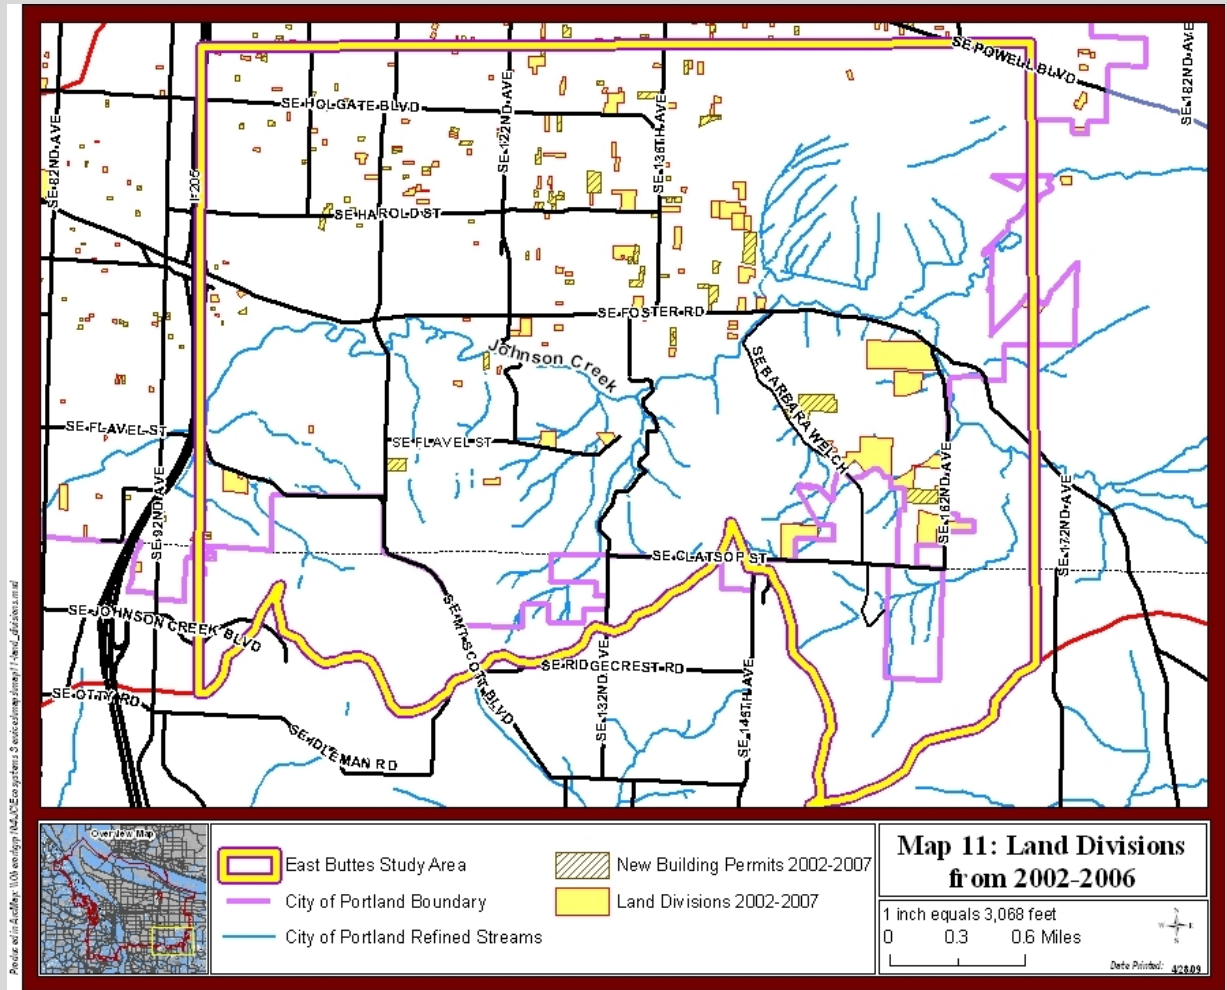 SE POWELL BLVD
SE 182ND AVE
SE HOLGATE BLVD
SE 122ND AVE
SE 136TH AVE
SE 82ND AVE
I-205
SE HAROLD ST
SE FOSTER RD
Johnson Creek
SE BARBARA WELCH
SE FLAVEL ST
SE FLAVEL ST
SE 92ND AVE
SE 162ND AVE
SE 172ND AVE
SE CLATSOP ST
SE JOHNSON CREEK BLVD
SE MT SCOTT BLVD
SE RIDGECREST RD
SE 132ND AVE
SE 145TH AVE
SE OTTY RD
SE IDLEMAN RD
Overview Map
East Buttes Study Area
City of Portland Boundary
City of Portland Refined Streams
New Building Permits 2002-2007
Land Divisions 2002-2007
Map 11: Land Divisions
from 2002-2006
1 inch equals 3,068 feet
0 0.3 0.6 Miles
N
W E
S
Date Printed: 4/28/09
Produced in ArcMap: